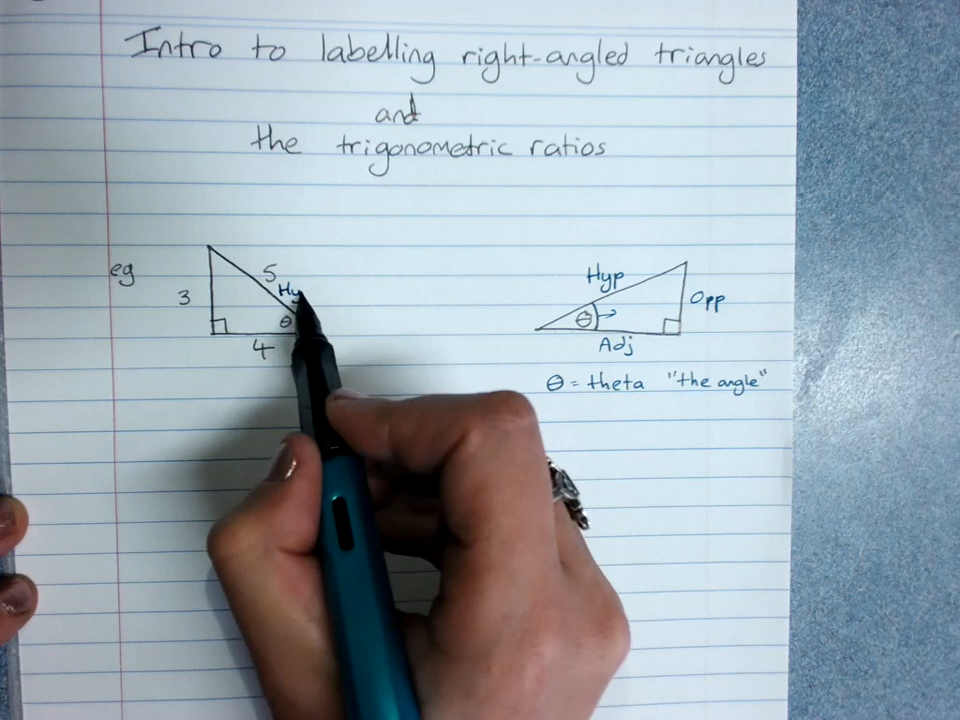 Intro to labelling right-angled triangles
and
the trigonometric ratios
eg
5
Hy
3
θ
4
Hyp
Opp
θ
Adj
θ = theta "the angle"